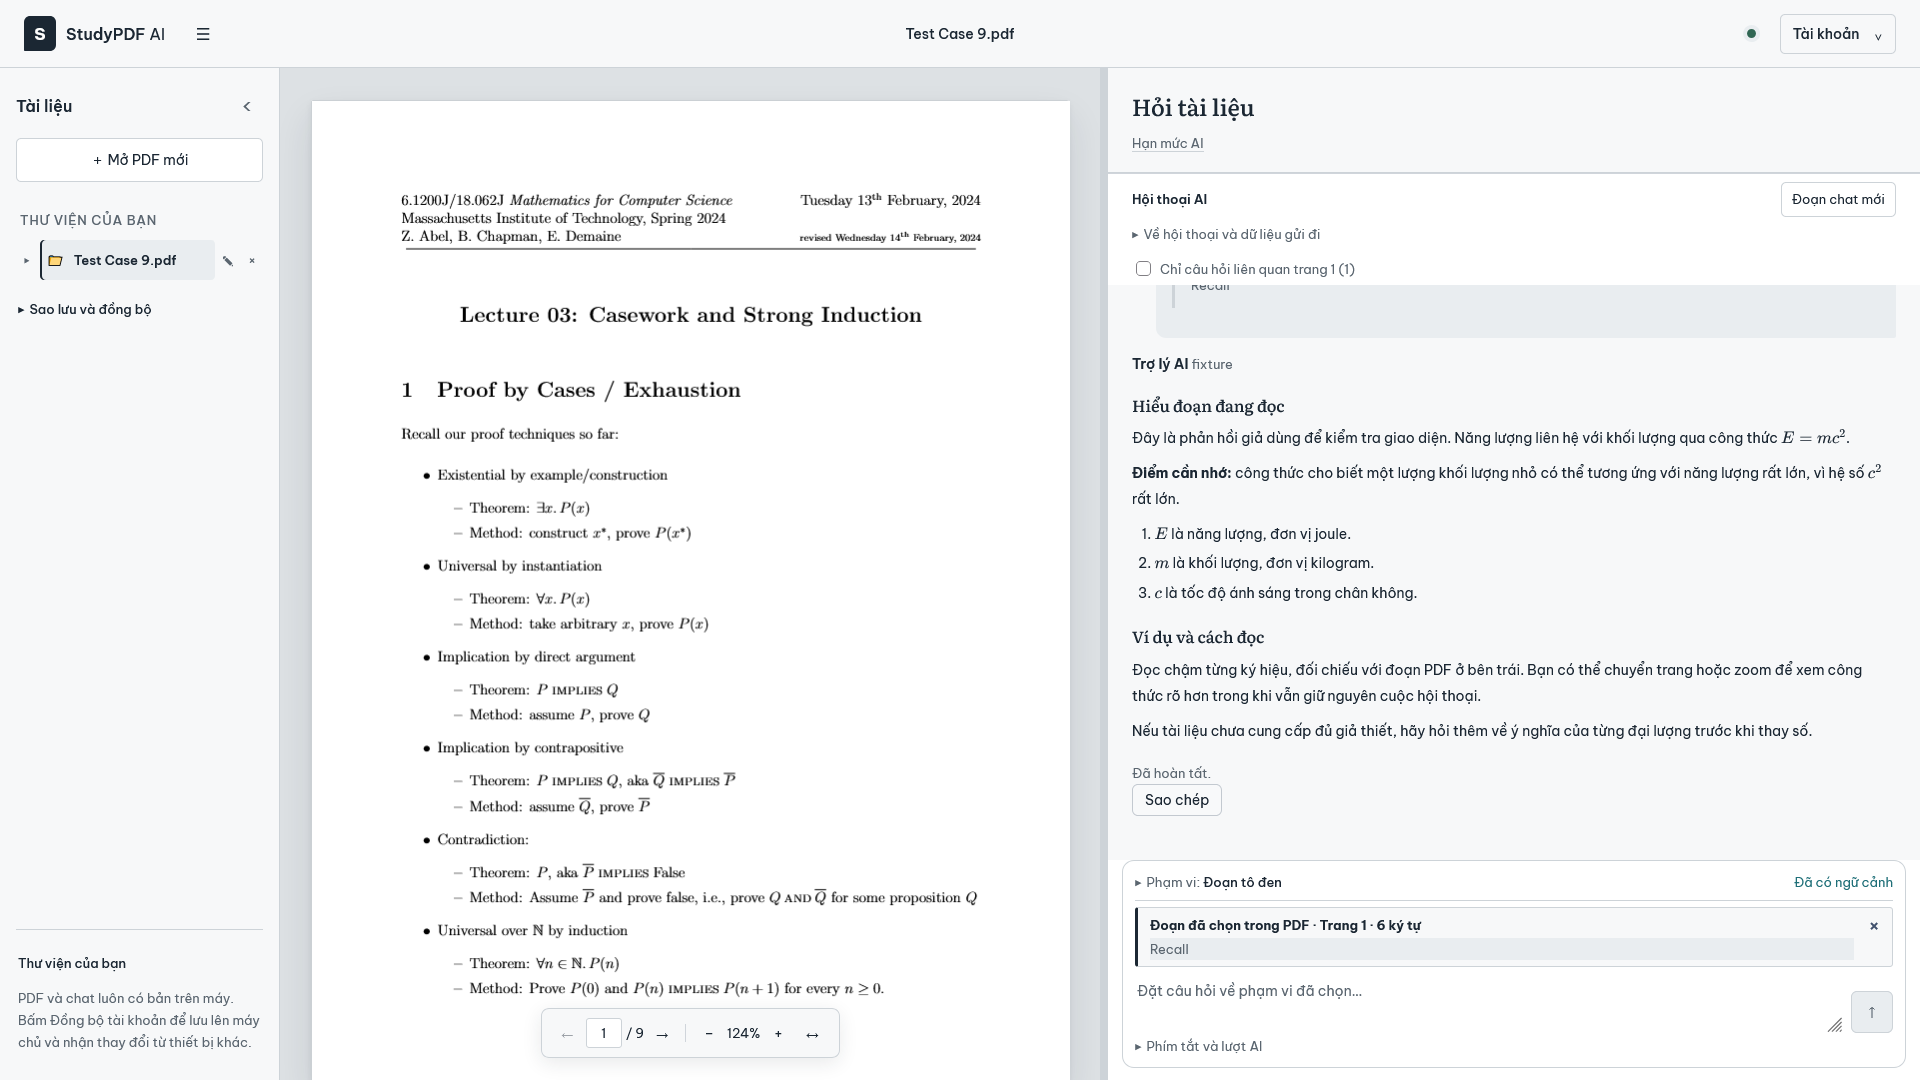 S StudyPDF AI ☰
Test Case 9.pdf
Tài khoản v
Tài liệu <
+ Mở PDF mới
THƯ VIỆN CỦA BẠN
▸ Test Case 9.pdf ×
▸ Sao lưu và đồng bộ
Thư viện của bạn
PDF và chat luôn có bản trên máy.
Bấm Đồng bộ tài khoản để lưu lên máy
chủ và nhận thay đổi từ thiết bị khác.
6.1200J/18.062J Mathematics for Computer Science Tuesday 13th February, 2024
Massachusetts Institute of Technology, Spring 2024
Z. Abel, B. Chapman, E. Demaine revised Wednesday 14th February, 2024
Lecture 03: Casework and Strong Induction
1 Proof by Cases / Exhaustion
Recall our proof techniques so far:
• Existential by example/construction
– Theorem: ∃x. P(x)
– Method: construct x*, prove P(x*)
• Universal by instantiation
– Theorem: ∀x. P(x)
– Method: take arbitrary x, prove P(x)
• Implication by direct argument
– Theorem: P IMPLIES Q
– Method: assume P, prove Q
• Implication by contrapositive
– Theorem: P IMPLIES Q, aka Q̅ IMPLIES P̅
– Method: assume Q̅, prove P̅
• Contradiction:
– Theorem: P, aka P̅ IMPLIES False
– Method: Assume P̅ and prove false, i.e., prove Q AND Q̅ for some proposition Q
• Universal over ℕ by induction
– Theorem: ∀n ∈ ℕ. P(n)
– Method: Prove P(0) and P(n) IMPLIES P(n + 1) for every n ≥ 0.
← 1 / 9 → − 124% + ↔
Hỏi tài liệu
Hạn mức AI
Hội thoại AI
Đoạn chat mới
▸ Về hội thoại và dữ liệu gửi đi
Chỉ câu hỏi liên quan trang 1 (1)
Recall
Trợ lý AI fixture
Hiểu đoạn đang đọc
Đây là phản hồi giả dùng để kiểm tra giao diện. Năng lượng liên hệ với khối lượng qua công thức E = mc².
Điểm cần nhớ: công thức cho biết một lượng khối lượng nhỏ có thể tương ứng với năng lượng rất lớn, vì hệ số c²
rất lớn.
1. E là năng lượng, đơn vị joule.
2. m là khối lượng, đơn vị kilogram.
3. c là tốc độ ánh sáng trong chân không.
Ví dụ và cách đọc
Đọc chậm từng ký hiệu, đối chiếu với đoạn PDF ở bên trái. Bạn có thể chuyển trang hoặc zoom để xem công
thức rõ hơn trong khi vẫn giữ nguyên cuộc hội thoại.
Nếu tài liệu chưa cung cấp đủ giả thiết, hãy hỏi thêm về ý nghĩa của từng đại lượng trước khi thay số.
Đã hoàn tất.
Sao chép
▸ Phạm vi: Đoạn tô đen
Đã có ngữ cảnh
Đoạn đã chọn trong PDF · Trang 1 · 6 ký tự ×
Recall
Đặt câu hỏi về phạm vi đã chọn...
↑
▸ Phím tắt và lượt AI